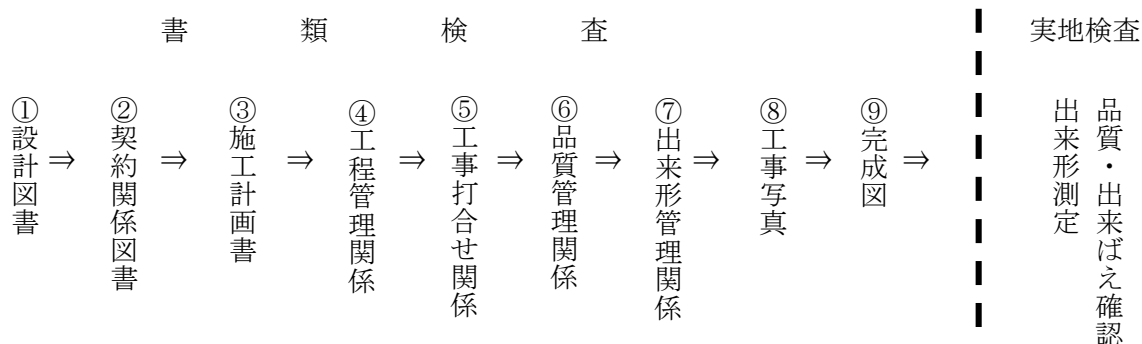 書類検査
実地検査
①設計図書
⇒
②契約関係図書
⇒
③施工計画書
⇒
④工程管理関係
⇒
⑤工事打合せ関係
⇒
⑥品質管理関係
⇒
⑦出来形管理関係
⇒
⑧工事写真
⇒
⑨完成図
⇒
品質・出来ばえ確認
出来形測定